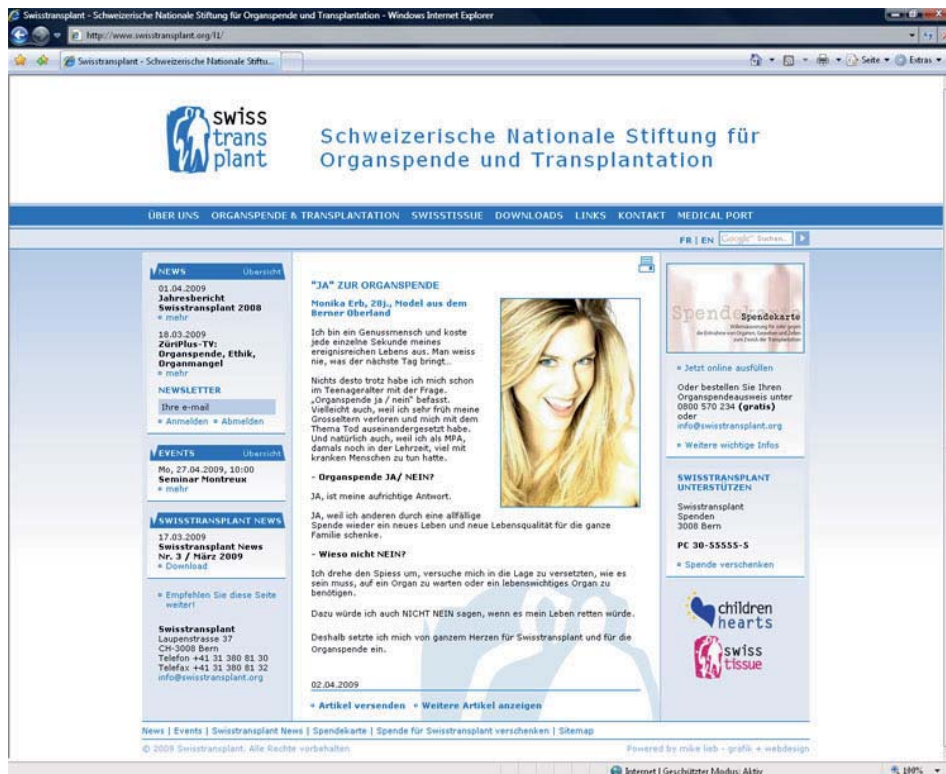 Swisstransplant - Schweizerische Nationale Stiftung für Organspende und Transplantation - Windows Internet Explorer
http://www.swisstransplant.org/l1/
Swisstransplant - Schweizerische Nationale Stiftu...
Seite
Extras
swiss
trans
plant
Schweizerische Nationale Stiftung für
Organspende und Transplantation
ÜBER UNS ORGANSPENDE & TRANSPLANTATION SWISSTISSUE DOWNLOADS LINKS KONTAKT MEDICAL PORT
FR | EN Google Suchen..
NEWS Übersicht
01.04.2009
Jahresbericht
Swisstransplant 2008
mehr
18.03.2009
ZüriPlus-TV:
Organspende, Ethik,
Organmangel
mehr
NEWSLETTER
Ihre e-mail
Anmelden Abmelden
EVENTS Übersicht
Mo, 27.04.2009, 10:00
Seminar Montreux
mehr
SWISSTRANSPLANT NEWS
17.03.2009
Swisstransplant News
Nr. 3 / März 2009
Download
Empfehlen Sie diese Seite
weiter!
Swisstransplant
Laupenstrasse 37
CH-3008 Bern
Telefon +41 31 380 81 30
Telefax +41 31 380 81 32
info@swisstransplant.org
"JA" ZUR ORGANSPENDE
Monika Erb, 28j., Model aus dem
Berner Oberland
Ich bin ein Genussmensch und koste
jede einzelne Sekunde meines
ereignisreichen Lebens aus. Man weiss
nie, was der nächste Tag bringt...
Nichts desto trotz habe ich mich schon
im Teenageralter mit der Frage.
„Organspende ja / nein" befasst.
Vielleicht auch, weil ich sehr früh meine
Grosseltern verloren und mich mit dem
Thema Tod auseinandergesetzt habe.
Und natürlich auch, weil ich als MPA,
damals noch in der Lehrzeit, viel mit
kranken Menschen zu tun hatte.
- Organspende JA/ NEIN?
JA, ist meine aufrichtige Antwort.
JA, weil ich anderen durch eine allfällige
Spende wieder ein neues Leben und neue Lebensqualität für die ganze
Familie schenke.
- Wieso nicht NEIN?
Ich drehe den Spiess um, versuche mich in die Lage zu versetzten, wie es
sein muss, auf ein Organ zu warten oder ein lebenswichtiges Organ zu
benötigen.
Dazu würde ich auch NICHT NEIN sagen, wenn es mein Leben retten würde.
Deshalb setzte ich mich von ganzem Herzen für Swisstransplant und für die
Organspende ein.
02.04.2009
Artikel versenden Weitere Artikel anzeigen
Spendekarte
Spendekarte
Jetzt online ausfüllen
Oder bestellen Sie Ihren
Organspendeausweis unter
0800 570 234 (gratis)
oder
info@swisstransplant.org
Weitere wichtige Infos
SWISSTRANSPLANT
UNTERSTÜTZEN
Swisstransplant
Spenden
3008 Bern
PC 30-55555-5
Spende verschenken
children
hearts
swiss
tissue
News | Events | Swisstransplant News | Spendekarte | Spende für Swisstransplant verschenken | Sitemap
© 2009 Swisstransplant. Alle Rechte vorbehalten
Powered by mike lieb - grafik + webdesign
Internet | Geschützter Modus: Aktiv
100%